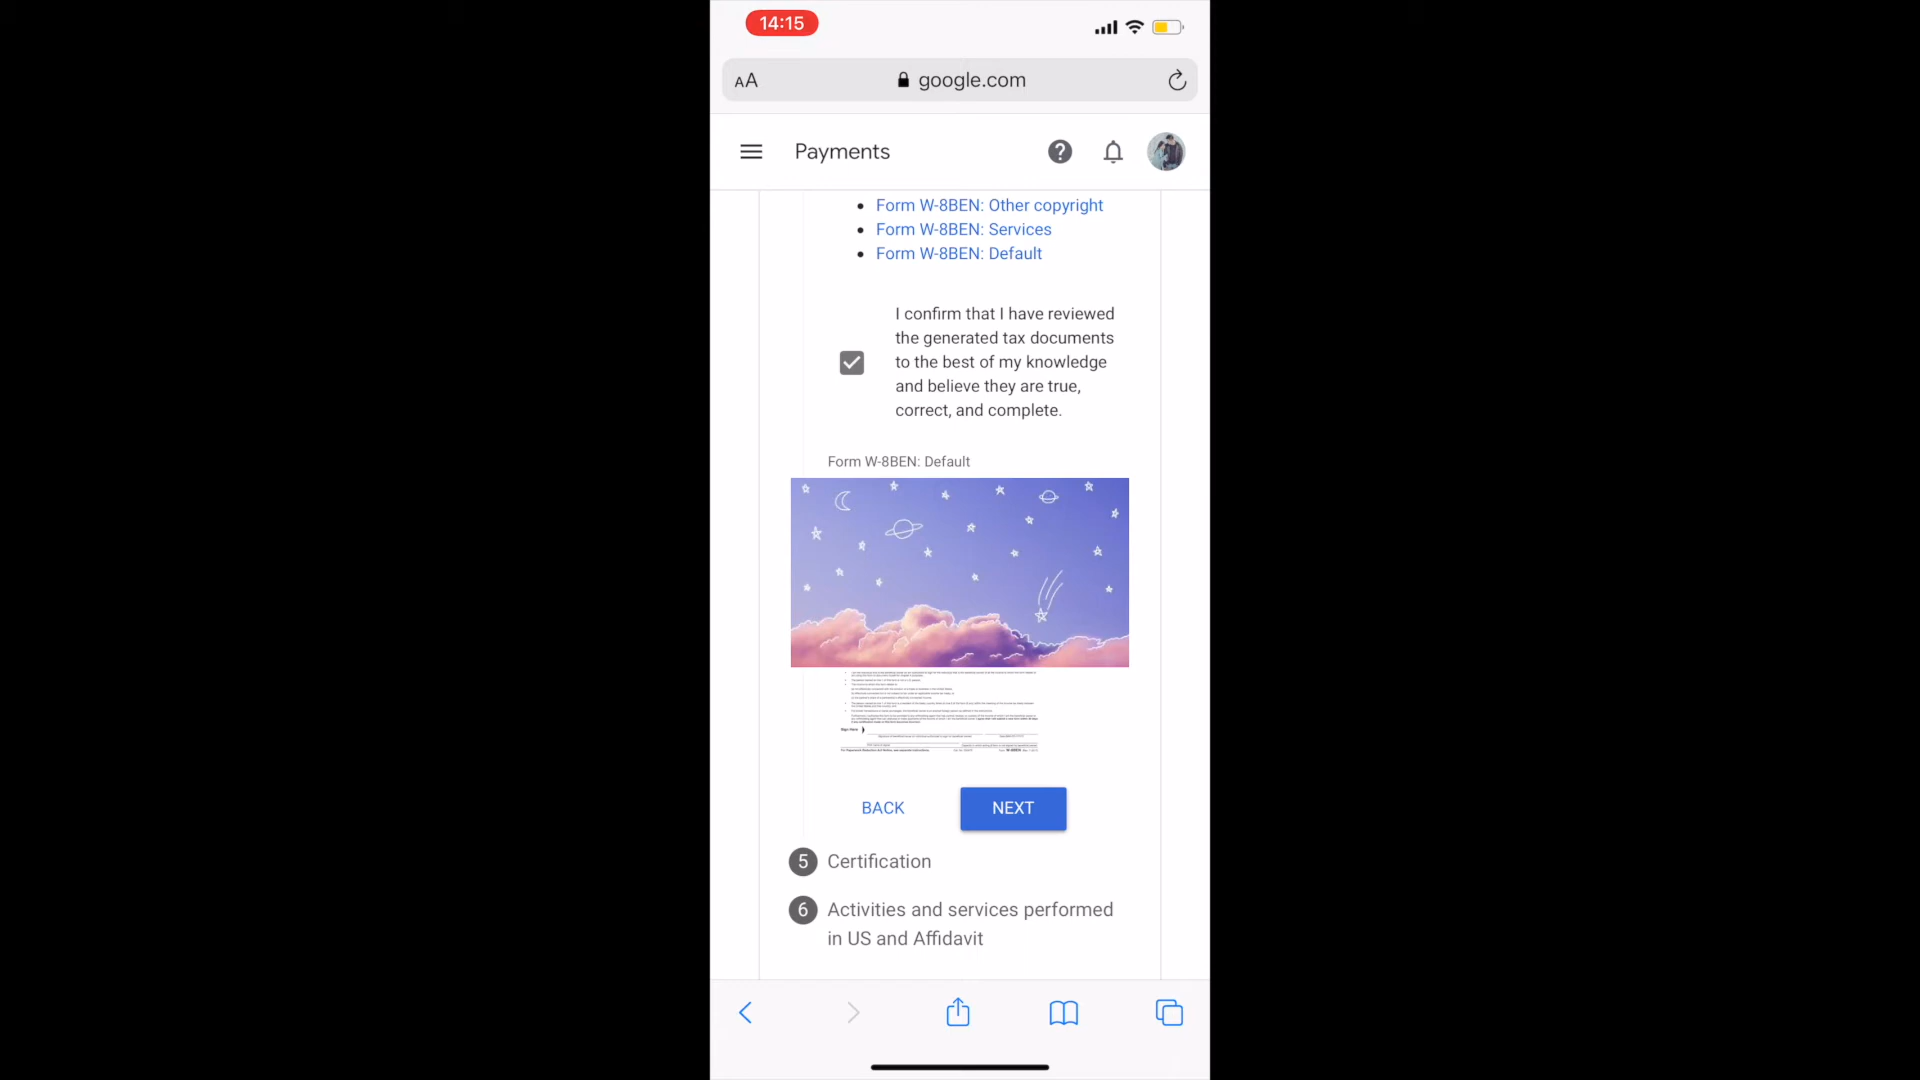 14:15
AA
google.com
Payments
Form W-8BEN: Other copyright
Form W-8BEN: Services
Form W-8BEN: Default
I confirm that I have reviewed
the generated tax documents
to the best of my knowledge
and believe they are true,
correct, and complete.
Form W-8BEN: Default
Sign Here
BACK
NEXT
5 Certification
6 Activities and services performed
in US and Affidavit